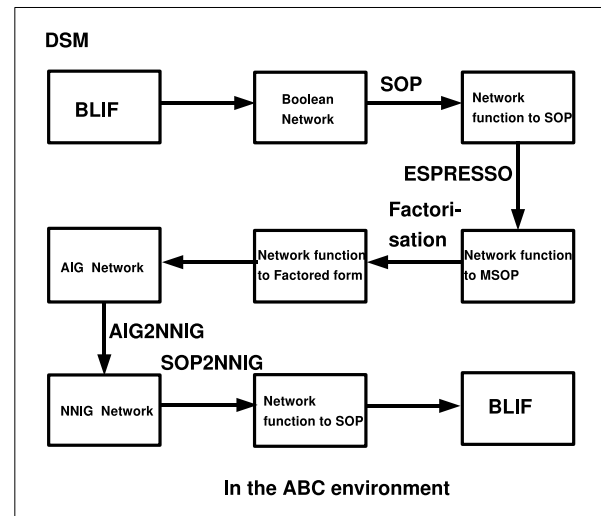 DSM
BLIF
Boolean
Network
SOP
Network
function to SOP
ESPRESSO
Factori-
sation
Network function
to MSOP
Network function
to Factored form
AIG Network
AIG2NNIG
SOP2NNIG
NNIG Network
Network
function to SOP
BLIF
In the ABC environment